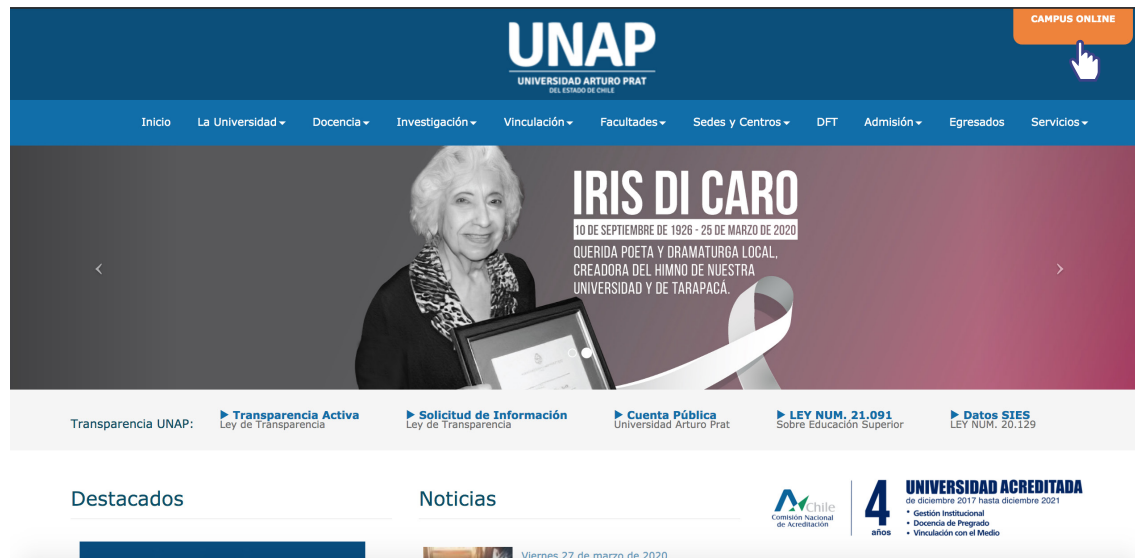 CAMPUS ONLINE
UNAP
UNIVERSIDAD ARTURO PRAT
DEL ESTADO DE CHILE
Inicio La Universidad Docencia Investigación Vinculación Facultades Sedes y Centros DFT Admisión Egresados Servicios
IRIS DI CARO
10 DE SEPTIEMBRE DE 1926 - 25 DE MARZO DE 2020
QUERIDA POETA Y DRAMATURGA LOCAL,
CREADORA DEL HIMNO DE NUESTRA
UNIVERSIDAD Y DE TARAPACÁ.
Transparencia UNAP:
Transparencia Activa
Ley de Transparencia
Solicitud de Información
Ley de Transparencia
Cuenta Pública
Universidad Arturo Prat
LEY NUM. 21.091
Sobre Educación Superior
Datos SIES
LEY NUM. 20.129
Destacados
Noticias
Viernes 27 de marzo de 2020
Chile
Comisión Nacional
de Acreditación
4
años
UNIVERSIDAD ACREDITADA
de diciembre 2017 hasta diciembre 2021
• Gestión Institucional
• Docencia de Pregrado
• Vinculación con el Medio